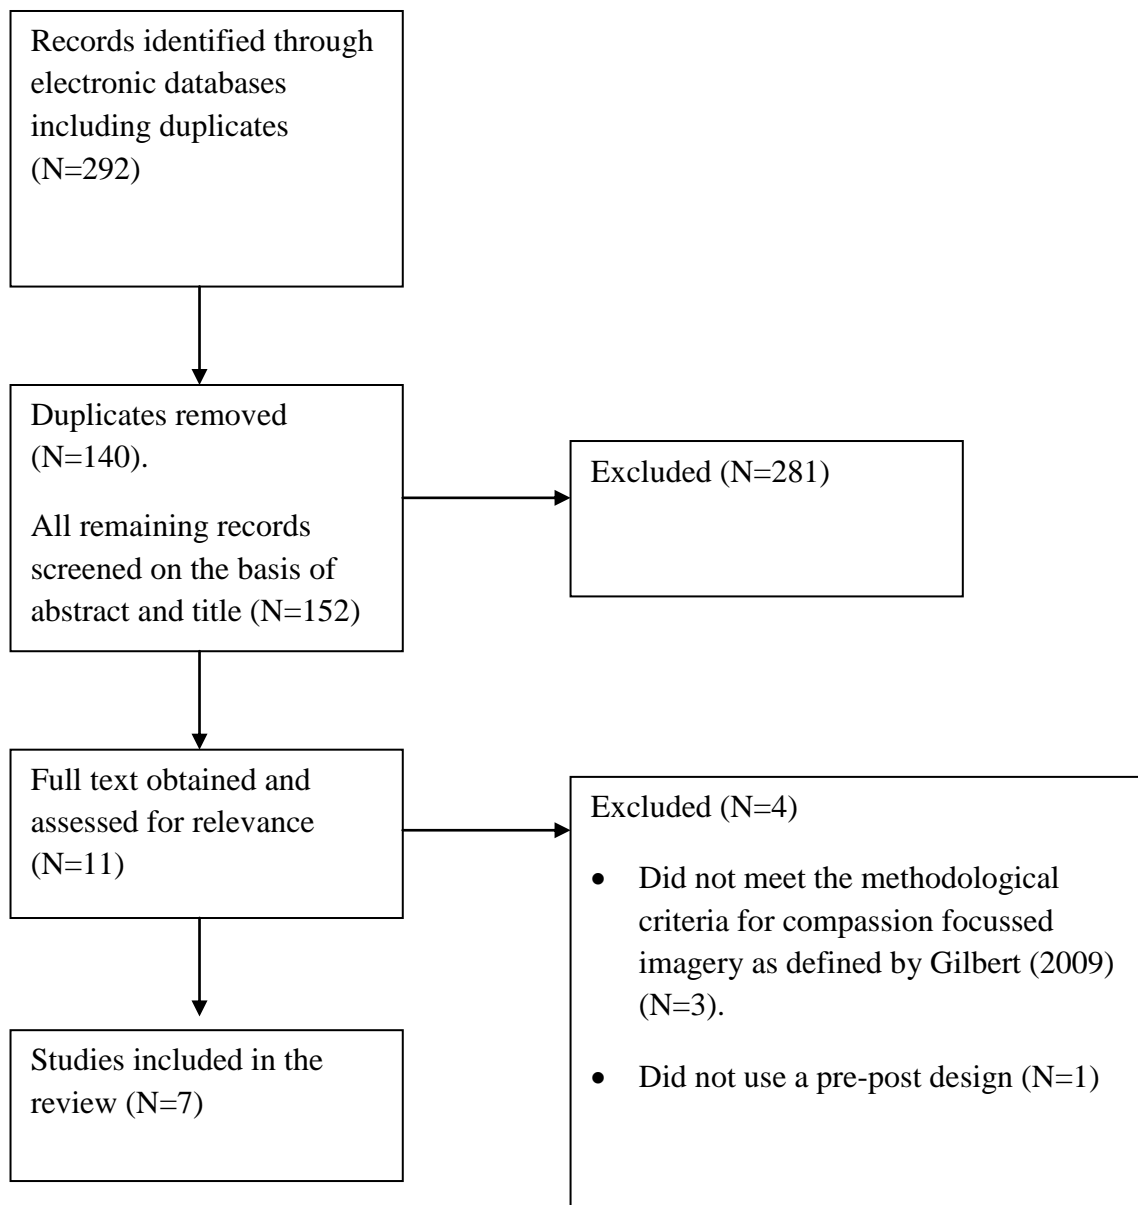 Records identified through
electronic databases
including duplicates
(N=292)
Duplicates removed
(N=140).
All remaining records
screened on the basis of
abstract and title (N=152)
Excluded (N=281)
Full text obtained and
assessed for relevance
(N=11)
Excluded (N=4)
• Did not meet the methodological
criteria for compassion focussed
imagery as defined by Gilbert (2009)
(N=3).
• Did not use a pre-post design (N=1)
Studies included in the
review (N=7)